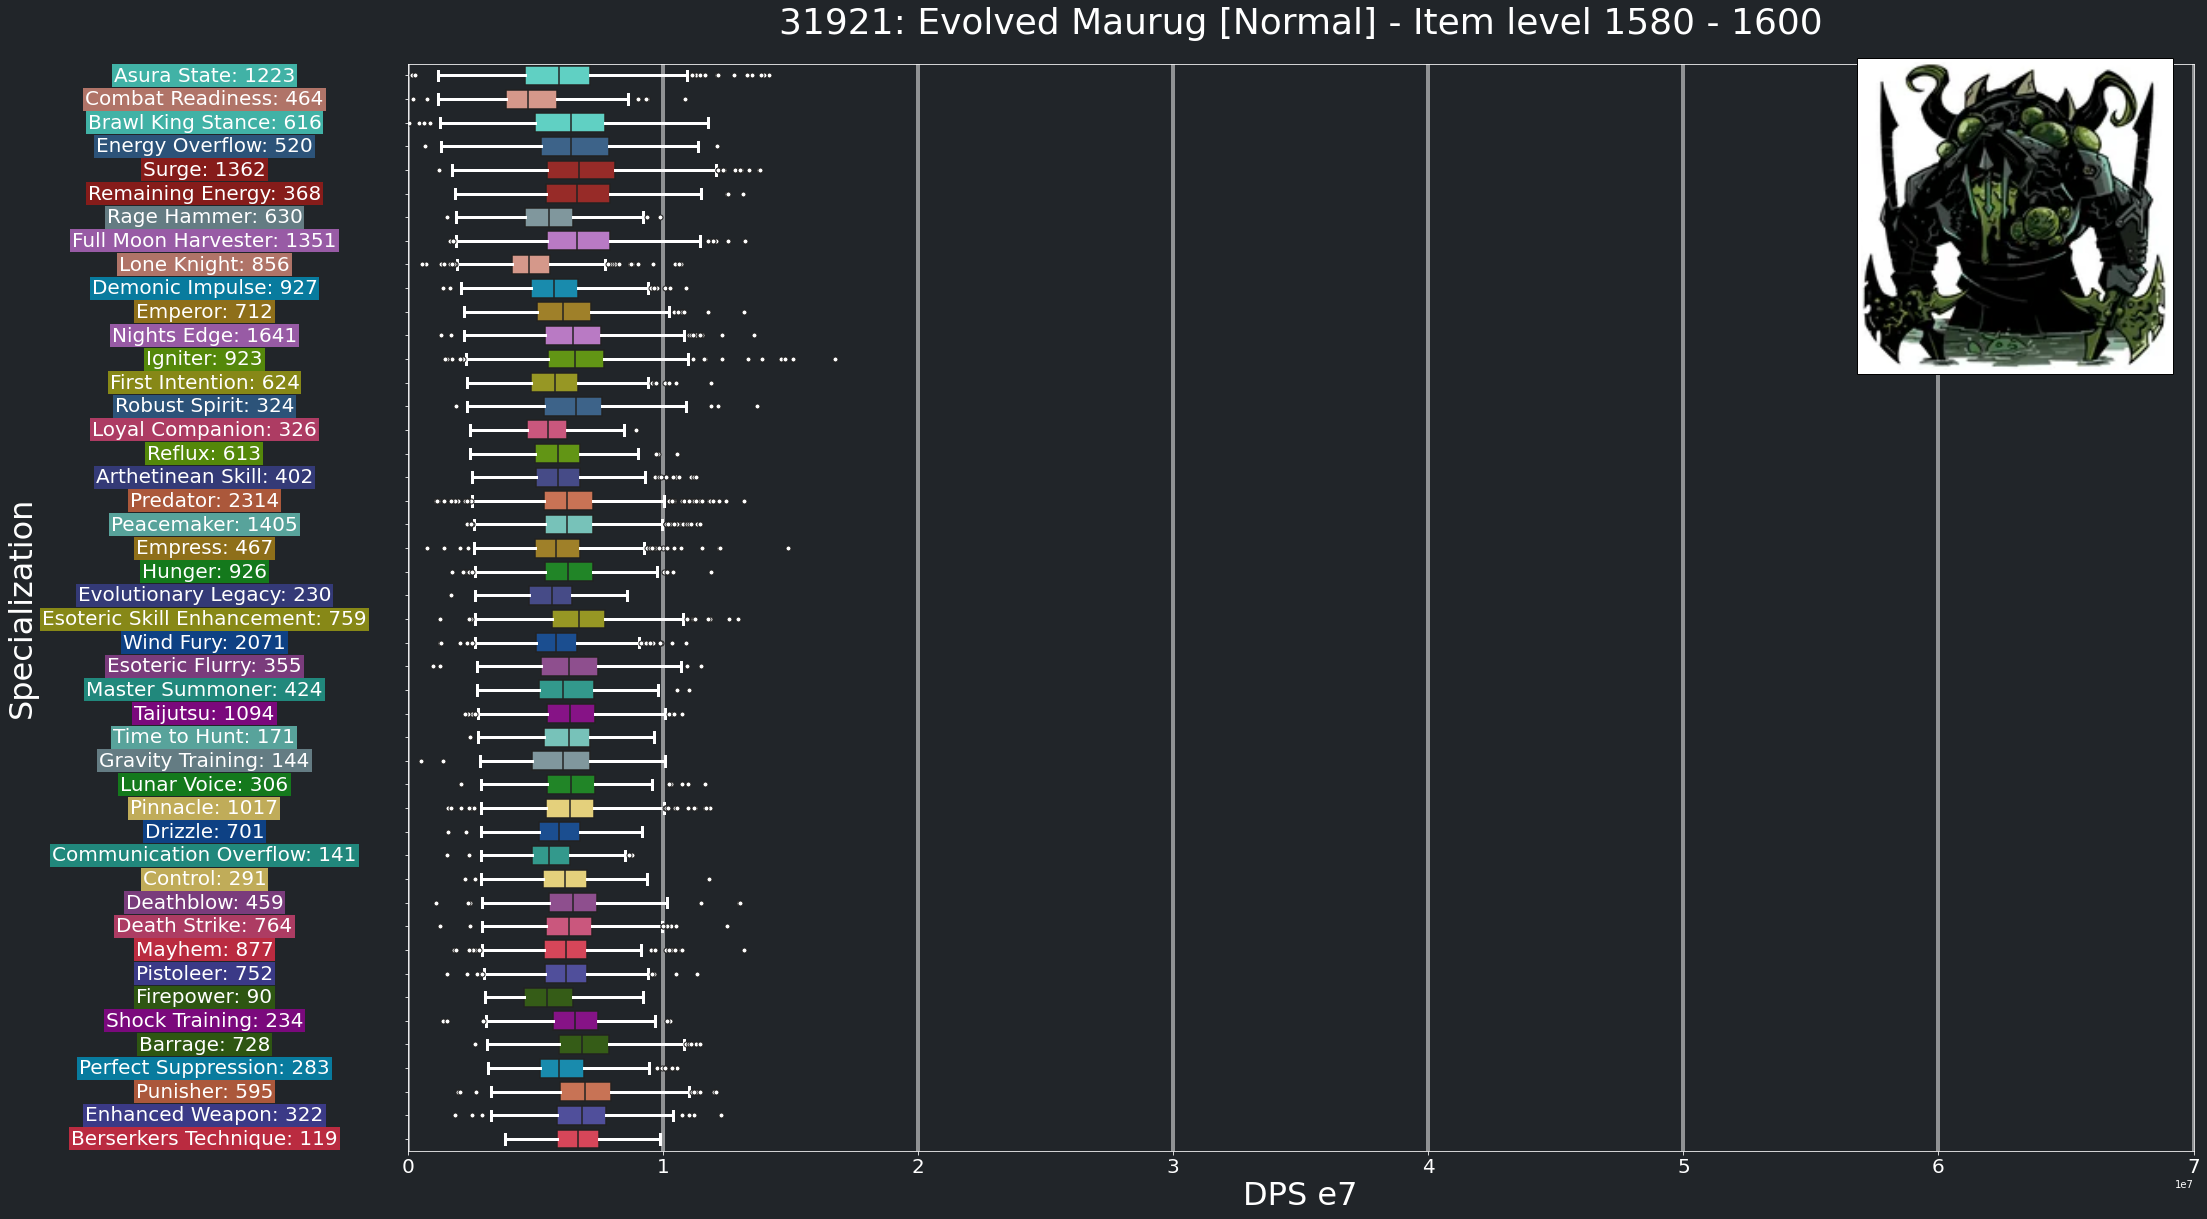 31921: Evolved Maurug [Normal] - Item level 1580 - 1600
Specialization
Asura State: 1223
Combat Readiness: 464
Brawl King Stance: 616
Energy Overflow: 520
Surge: 1362
Remaining Energy: 368
Rage Hammer: 630
Full Moon Harvester: 1351
Lone Knight: 856
Demonic Impulse: 927
Emperor: 712
Nights Edge: 1641
Igniter: 923
First Intention: 624
Robust Spirit: 324
Loyal Companion: 326
Reflux: 613
Arthetinean Skill: 402
Predator: 2314
Peacemaker: 1405
Empress: 467
Hunger: 926
Evolutionary Legacy: 230
Esoteric Skill Enhancement: 759
Wind Fury: 2071
Esoteric Flurry: 355
Master Summoner: 424
Taijutsu: 1094
Time to Hunt: 171
Gravity Training: 144
Lunar Voice: 306
Pinnacle: 1017
Drizzle: 701
Communication Overflow: 141
Control: 291
Deathblow: 459
Death Strike: 764
Mayhem: 877
Pistoleer: 752
Firepower: 90
Shock Training: 234
Barrage: 728
Perfect Suppression: 283
Punisher: 595
Enhanced Weapon: 322
Berserkers Technique: 119
0 1 2 3 4 5 6 7
1e7
DPS e7